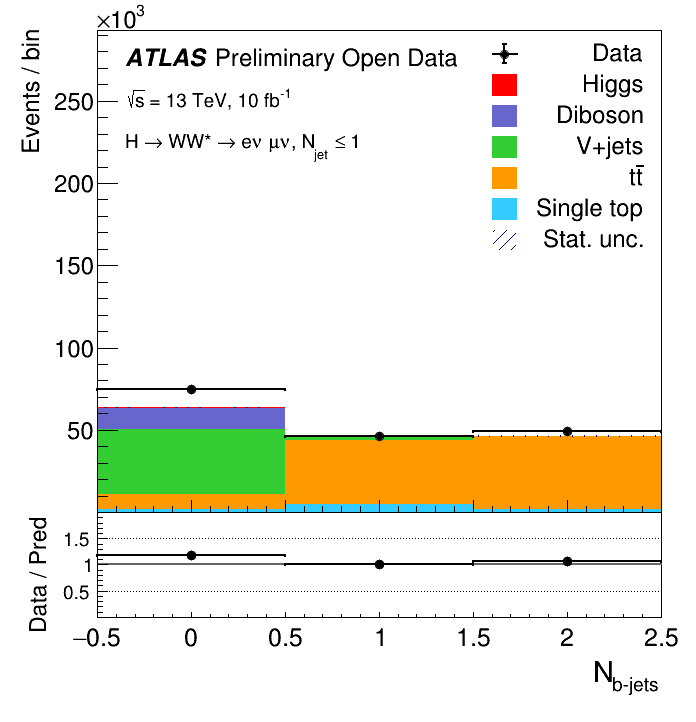 ×10³
Events / bin
ATLAS Preliminary Open Data
√s = 13 TeV, 10 fb⁻¹
H → WW* → eν μν, N_jet ≤ 1
Data
Higgs
Diboson
V+jets
tt̄
Single top
Stat. unc.
250
200
150
100
50
Data / Pred
1.5
1
0.5
−0.5 0 0.5 1 1.5 2 2.5
N_b-jets